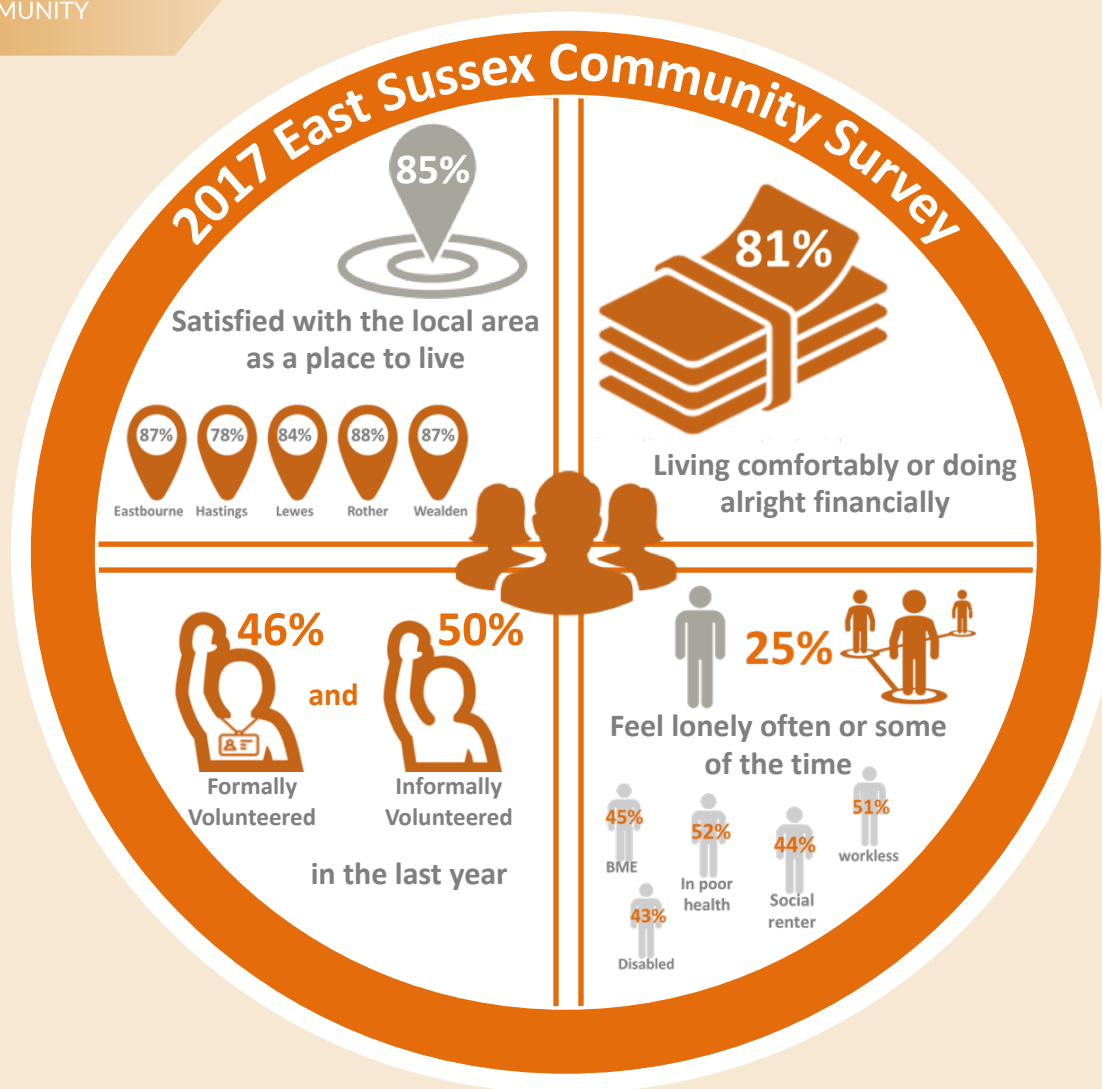 MUNITY
2017 East Sussex Community Survey
85%
Satisfied with the local area
as a place to live
87% 78% 84% 88% 87%
Eastbourne Hastings Lewes Rother Wealden
81%
Living comfortably or doing
alright financially
46% and 50%
Formally
Volunteered
Informally
Volunteered
in the last year
25%
Feel lonely often or some
of the time
45%
BME
52%
In poor
health
44%
Social
renter
51%
workless
43%
Disabled